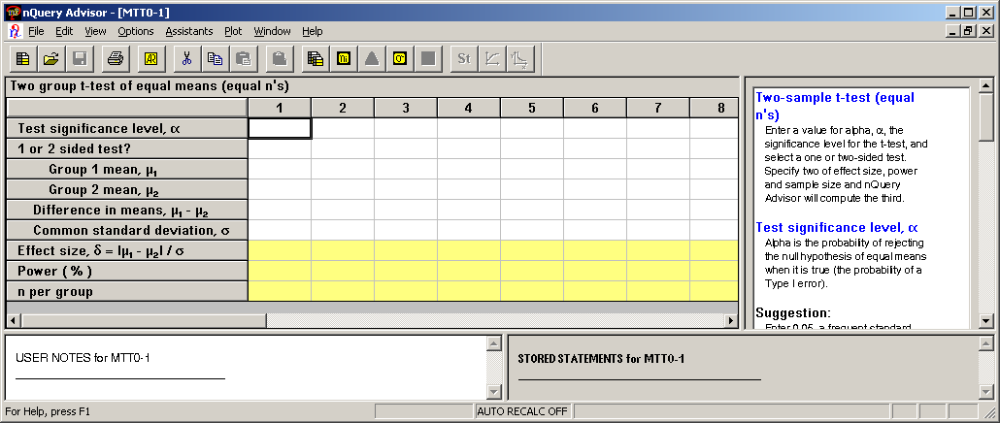 nQuery Advisor - [MTT0-1]
File Edit View Options Assistants Plot Window Help
St
Two group t-test of equal means (equal n's)
1 2 3 4 5 6 7 8
Test significance level, α
1 or 2 sided test?
Group 1 mean, μ1
Group 2 mean, μ2
Difference in means, μ1 - μ2
Common standard deviation, σ
Effect size, δ = |μ1 - μ2| / σ
Power ( % )
n per group
Two-sample t-test (equal
n's)
Enter a value for alpha, α, the
significance level for the t-test, and
select a one or two-sided test.
Specify two of effect size, power
and sample size and nQuery
Advisor will compute the third.
Test significance level, α
Alpha is the probability of rejecting
the null hypothesis of equal means
when it is true (the probability of a
Type I error).
Suggestion:
Enter 0.05, a frequent standard
USER NOTES for MTT0-1
STORED STATEMENTS for MTT0-1
For Help, press F1
AUTO RECALC OFF